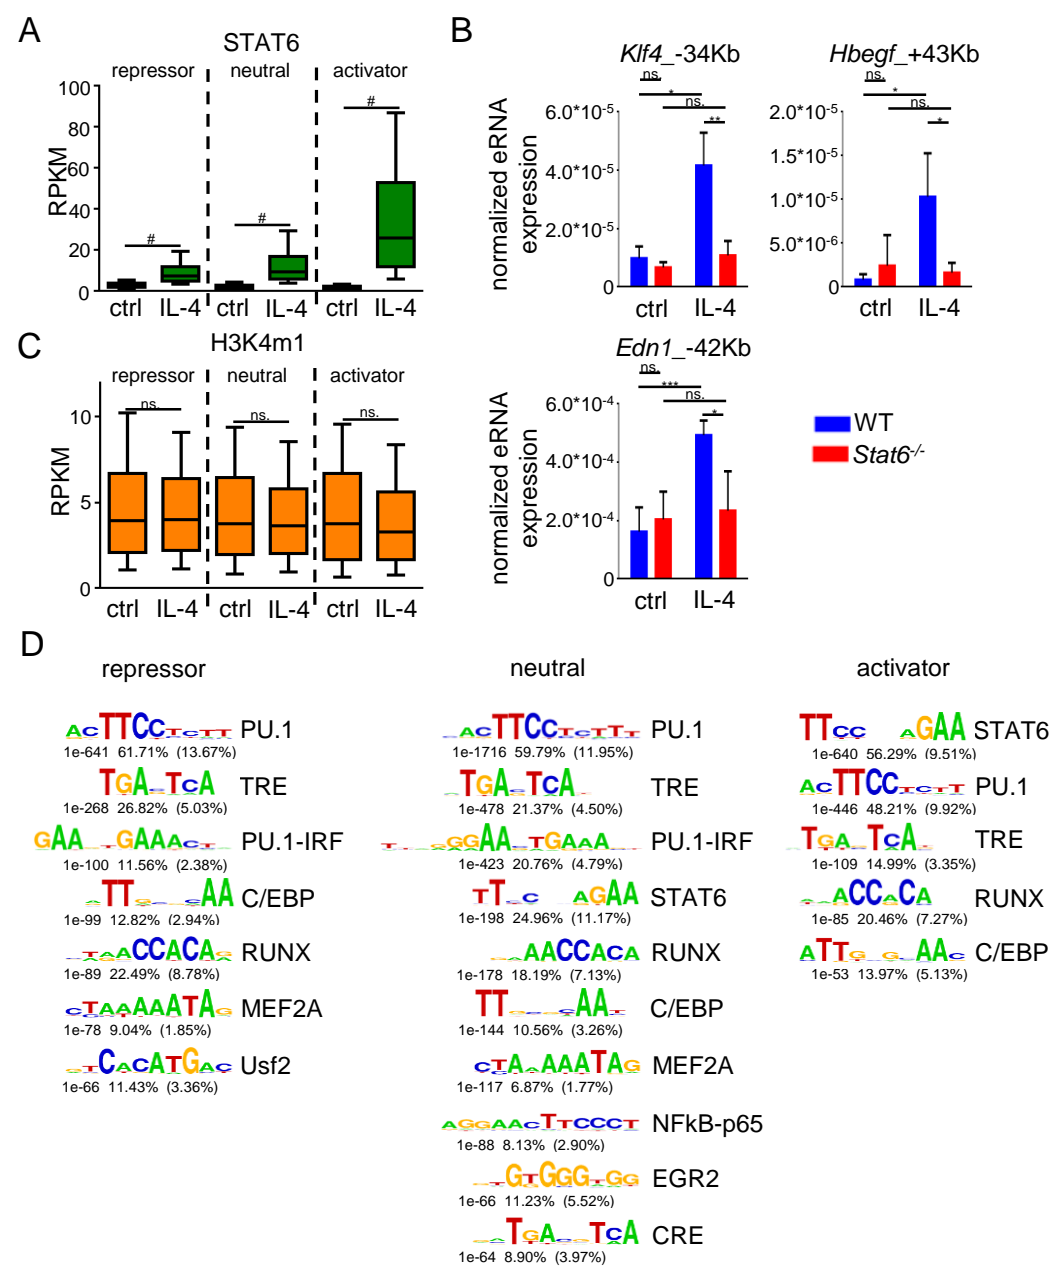 A
STAT6
repressor neutral activator
RPKM
100
80
60
40
20
0
# # #
ctrl IL-4 ctrl IL-4 ctrl IL-4
B
Klf4_-34Kb
ns.
*
ns.
**
normalized eRNA
expression
6.0*10-5
4.0*10-5
2.0*10-5
0
ctrl IL-4
Hbegf_+43Kb
ns.
*
ns.
*
2.0*10-5
1.5*10-5
1.0*10-5
5.0*10-6
0
ctrl IL-4
Edn1_-42Kb
ns.
***
ns.
*
normalized eRNA
expression
6.0*10-4
4.0*10-4
2.0*10-4
0
ctrl IL-4
WT
Stat6-/-
C
H3K4m1
repressor neutral activator
RPKM
10
5
0
ns. ns. ns.
ctrl IL-4 ctrl IL-4 ctrl IL-4
D
repressor
PU.1
1e-641 61.71% (13.67%)
TRE
1e-268 26.82% (5.03%)
PU.1-IRF
1e-100 11.56% (2.38%)
C/EBP
1e-99 12.82% (2.94%)
RUNX
1e-89 22.49% (8.78%)
MEF2A
1e-78 9.04% (1.85%)
Usf2
1e-66 11.43% (3.36%)
neutral
PU.1
1e-1716 59.79% (11.95%)
TRE
1e-478 21.37% (4.50%)
PU.1-IRF
1e-423 20.76% (4.79%)
STAT6
1e-198 24.96% (11.17%)
RUNX
1e-178 18.19% (7.13%)
C/EBP
1e-144 10.56% (3.26%)
MEF2A
1e-117 6.87% (1.77%)
NFkB-p65
1e-88 8.13% (2.90%)
EGR2
1e-66 11.23% (5.52%)
CRE
1e-64 8.90% (3.97%)
activator
STAT6
1e-640 56.29% (9.51%)
PU.1
1e-446 48.21% (9.92%)
TRE
1e-109 14.99% (3.35%)
RUNX
1e-85 20.46% (7.27%)
C/EBP
1e-53 13.97% (5.13%)